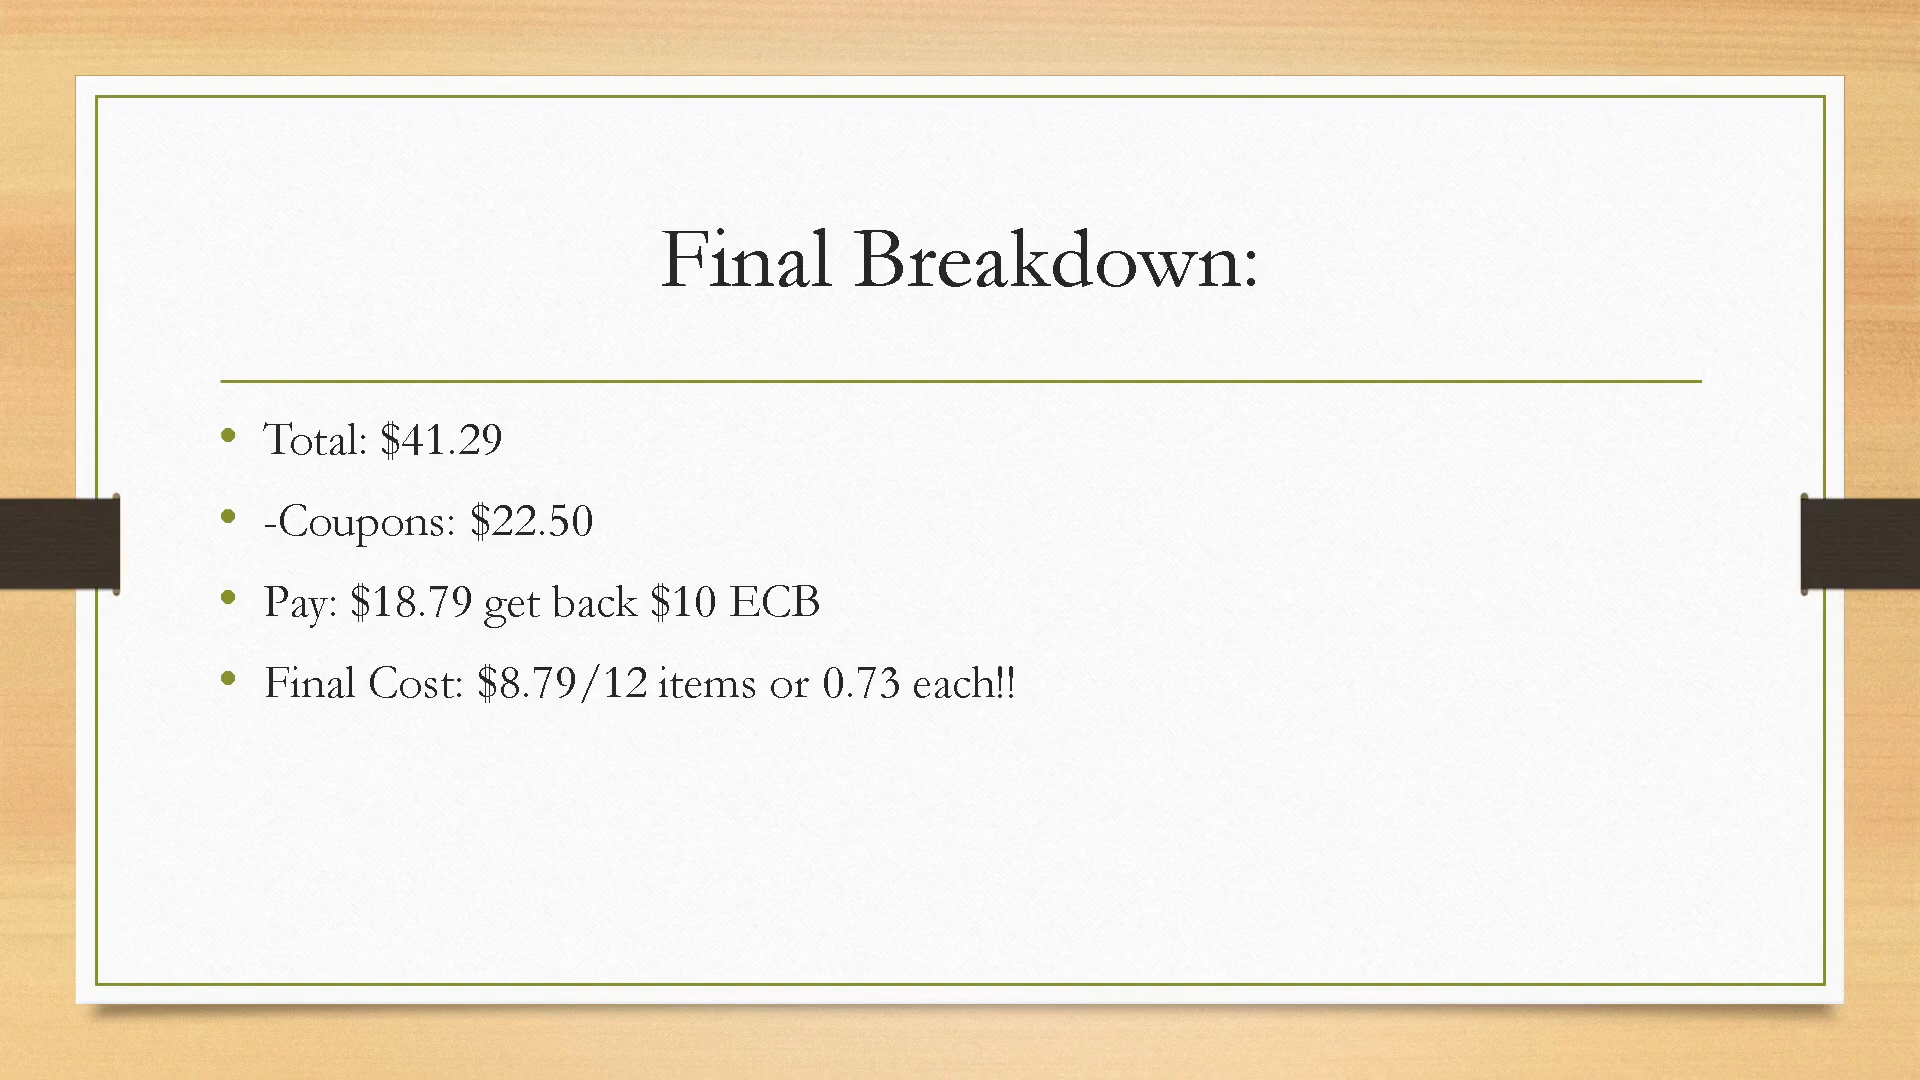 Final Breakdown:
• Total: $41.29
• -Coupons: $22.50
• Pay: $18.79 get back $10 ECB
• Final Cost: $8.79/12 items or 0.73 each!!